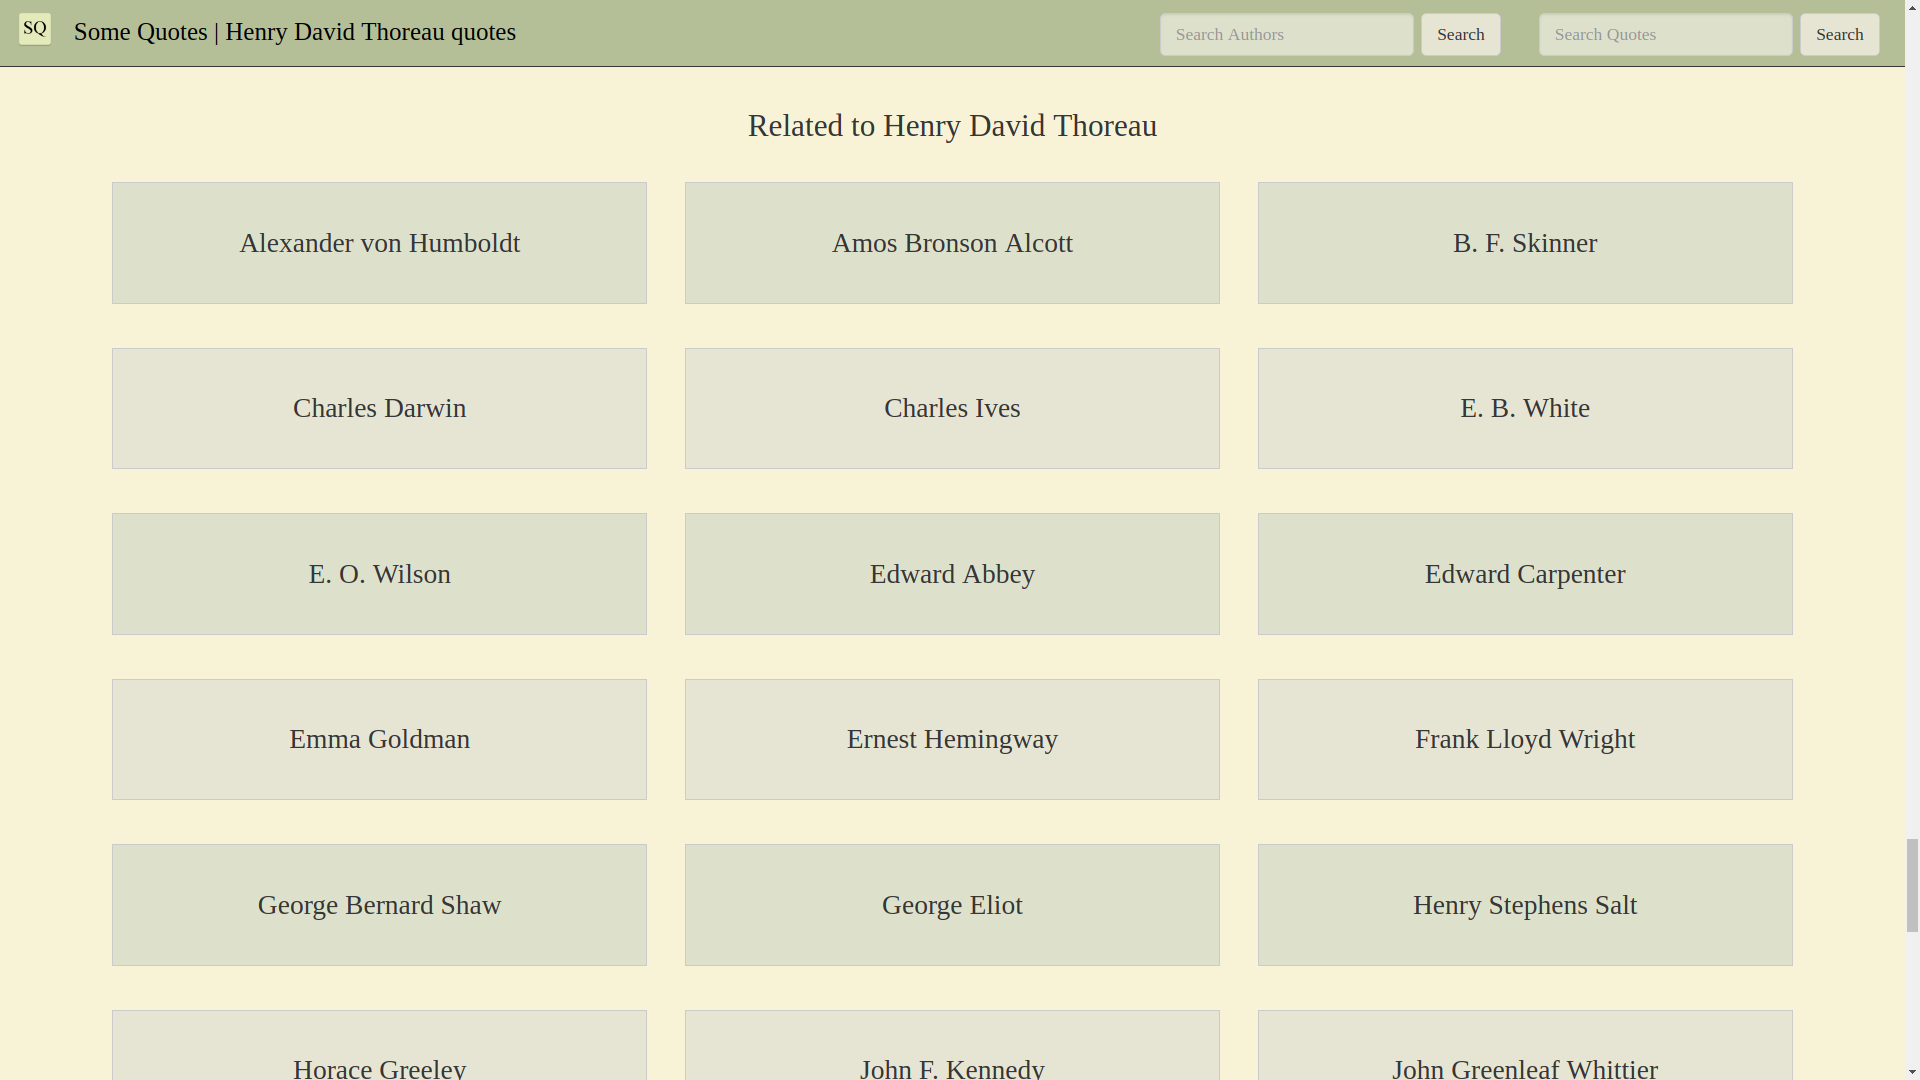 SQ Some Quotes | Henry David Thoreau quotes Search Authors Search Search Quotes Search
Related to Henry David Thoreau
Alexander von Humboldt
Amos Bronson Alcott
B. F. Skinner
Charles Darwin
Charles Ives
E. B. White
E. O. Wilson
Edward Abbey
Edward Carpenter
Emma Goldman
Ernest Hemingway
Frank Lloyd Wright
George Bernard Shaw
George Eliot
Henry Stephens Salt
Horace Greeley
John F. Kennedy
John Greenleaf Whittier